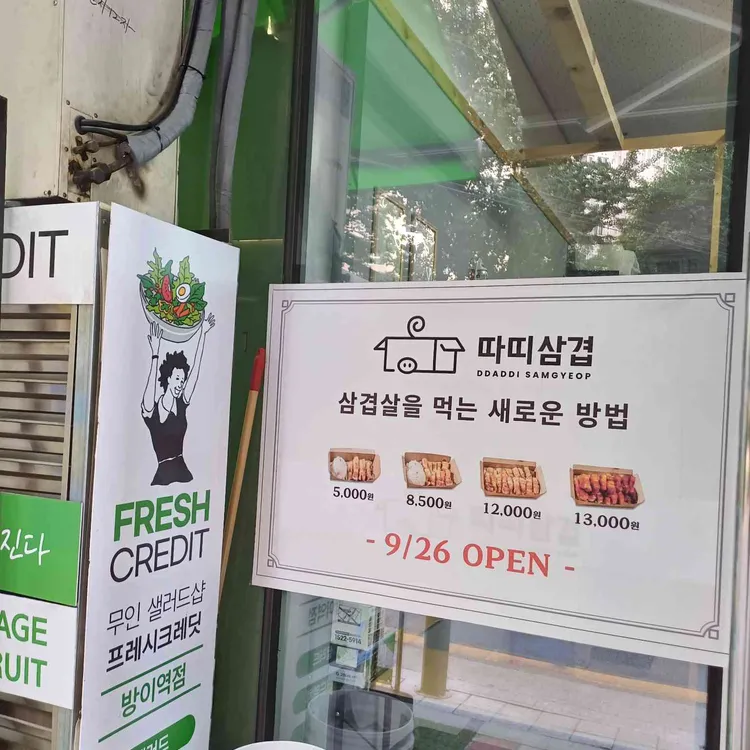 DIT
진다
AGE
RUIT
FRESH
CREDIT
무인 샐러드샵
프레시크레딧
방이역점
샐러드
따띠삼겹
DDADDI SAMGYEOP
삼겹살을 먹는 새로운 방법
5.000원
8,500원
12.000원
13.000원
- 9/26 OPEN -